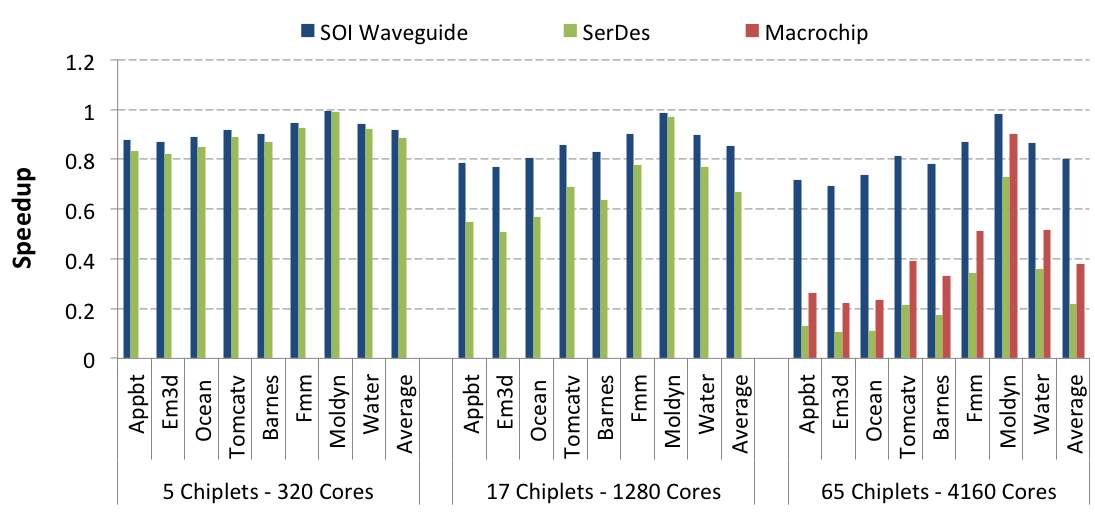 SOI Waveguide SerDes Macrochip
Speedup
1.2
1
0.8
0.6
0.4
0.2
0
Appbt Em3d Ocean Tomcatv Barnes Fmm Moldyn Water Average
Appbt Em3d Ocean Tomcatv Barnes Fmm Moldyn Water Average
Appbt Em3d Ocean Tomcatv Barnes Fmm Moldyn Water Average
5 Chiplets - 320 Cores 17 Chiplets - 1280 Cores 65 Chiplets - 4160 Cores